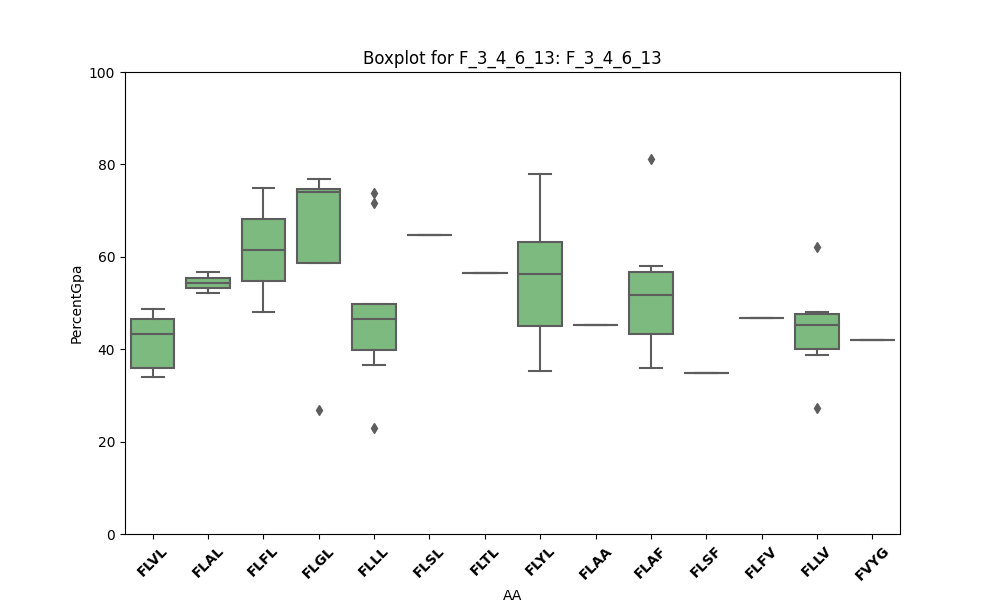 Boxplot for F_3_4_6_13: F_3_4_6_13
PercentGpa
100
80
60
40
20
0
FLVL FLAL FLFL FLGL FLLL FLSL FLTL FLYL FLAA FLAF FLSF FLFV FLLV FVYG
AA